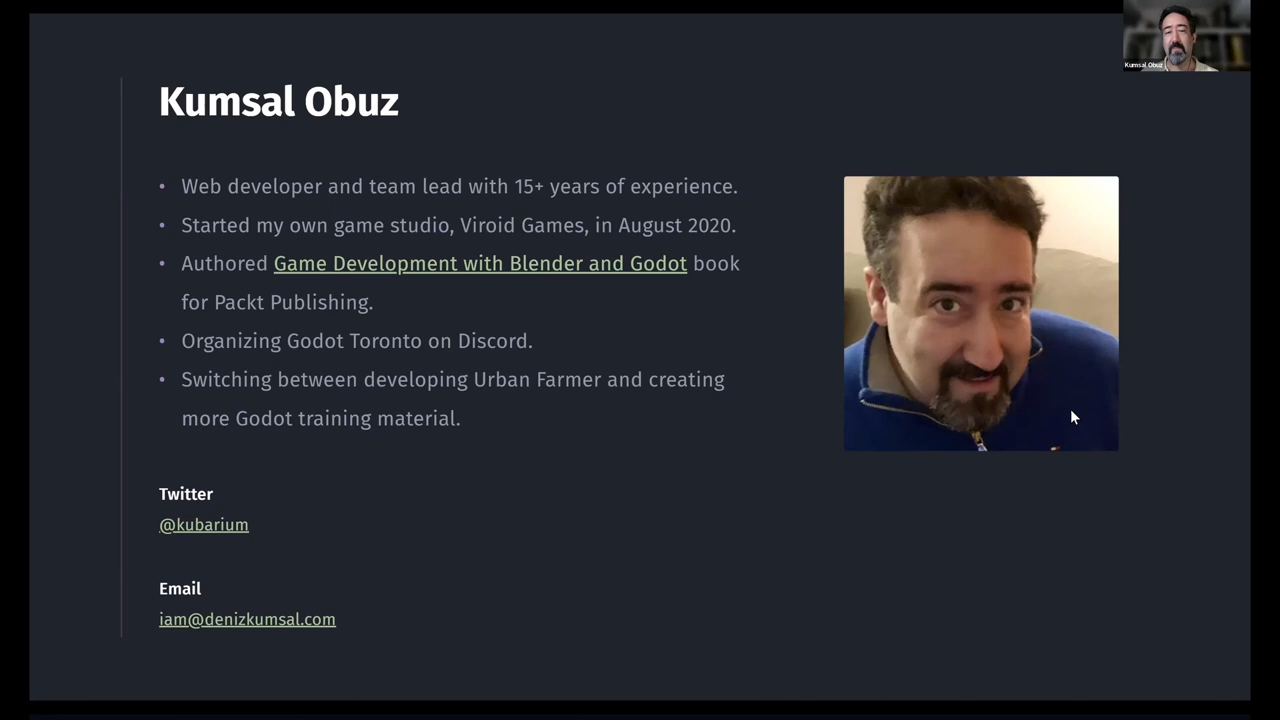 Kumsal Obuz
Kumsal Obuz
• Web developer and team lead with 15+ years of experience.
• Started my own game studio, Viroid Games, in August 2020.
• Authored Game Development with Blender and Godot book
for Packt Publishing.
• Organizing Godot Toronto on Discord.
• Switching between developing Urban Farmer and creating
more Godot training material.
Twitter
@kubarium
Email
iam@denizkumsal.com